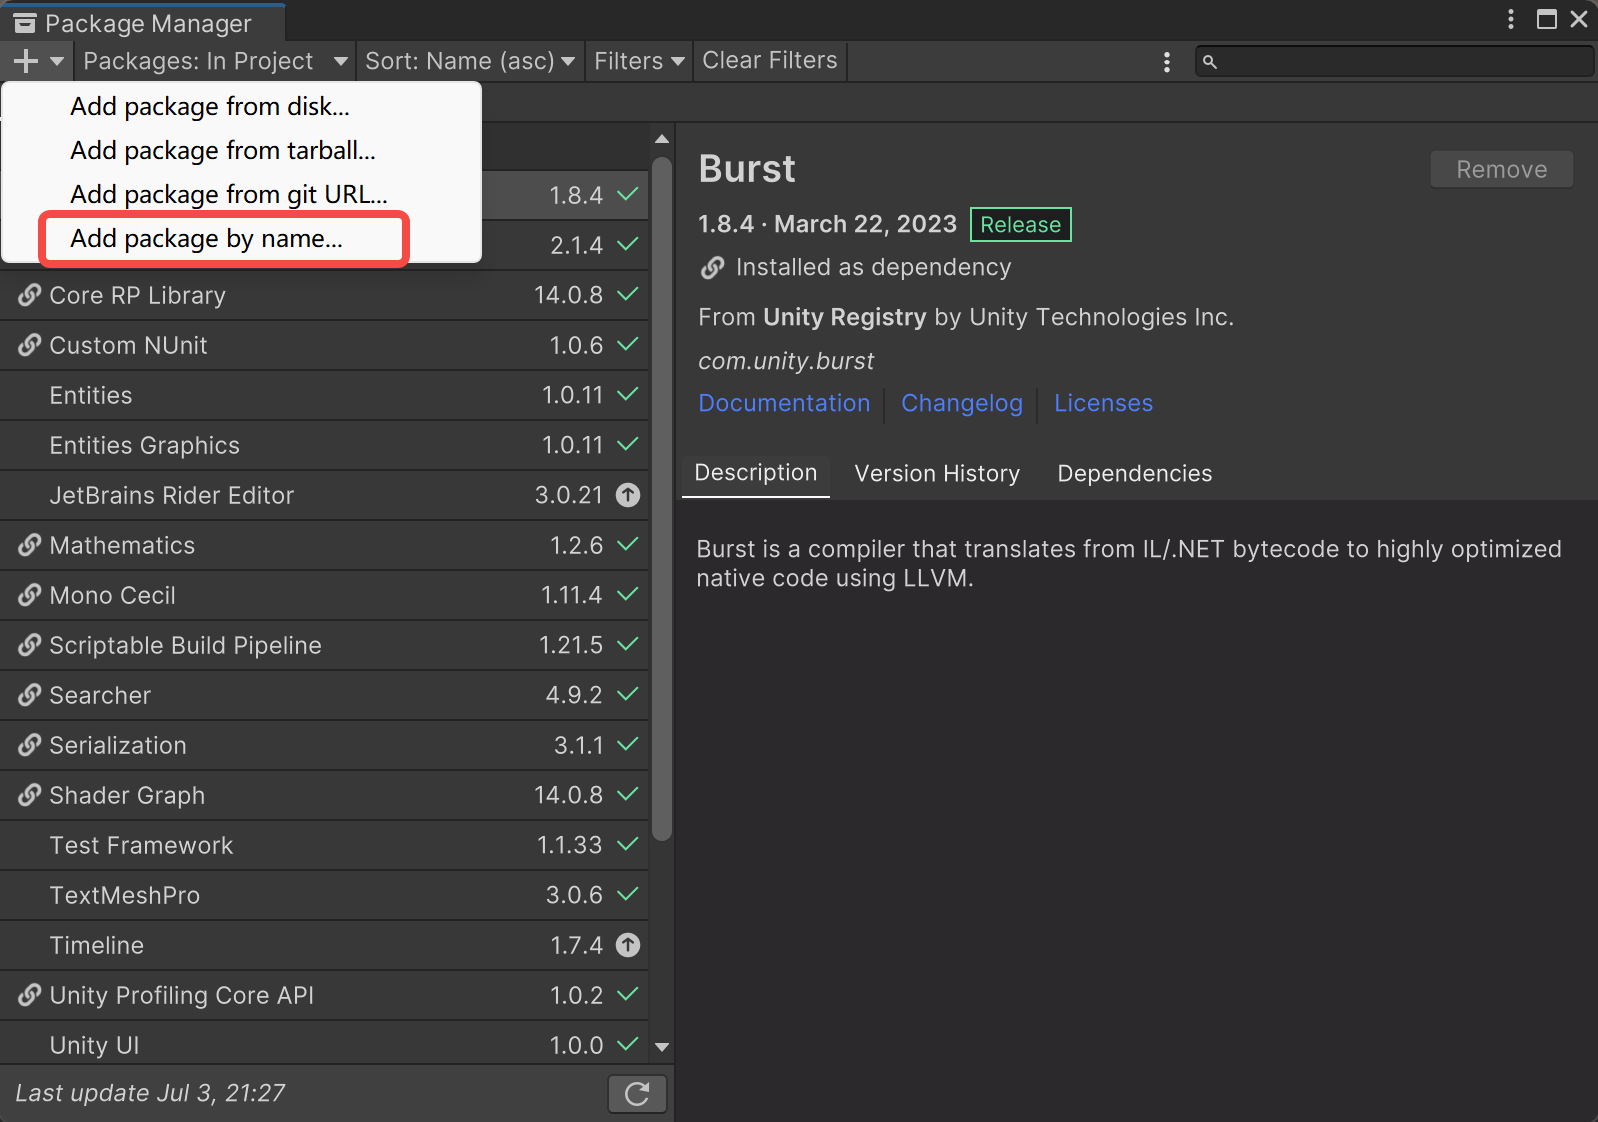 Package Manager
Packages: In Project
Sort: Name (asc)
Filters
Clear Filters
Add package from disk...
Add package from tarball...
Add package from git URL...
Add package by name...
1.8.4
2.1.4
Core RP Library 14.0.8
Custom NUnit 1.0.6
Entities 1.0.11
Entities Graphics 1.0.11
JetBrains Rider Editor 3.0.21
Mathematics 1.2.6
Mono Cecil 1.11.4
Scriptable Build Pipeline 1.21.5
Searcher 4.9.2
Serialization 3.1.1
Shader Graph 14.0.8
Test Framework 1.1.33
TextMeshPro 3.0.6
Timeline 1.7.4
Unity Profiling Core API 1.0.2
Unity UI 1.0.0
Last update Jul 3, 21:27
Burst
Remove
1.8.4 · March 22, 2023 Release
Installed as dependency
From Unity Registry by Unity Technologies Inc.
com.unity.burst
Documentation Changelog Licenses
Description Version History Dependencies
Burst is a compiler that translates from IL/.NET bytecode to highly optimized
native code using LLVM.